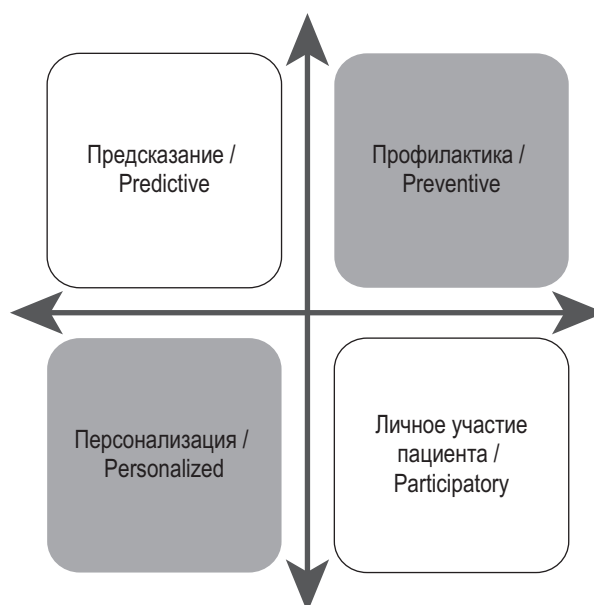 Предсказание /
Predictive
Профилактика /
Preventive
Персонализация /
Personalized
Личное участие
пациента /
Participatory